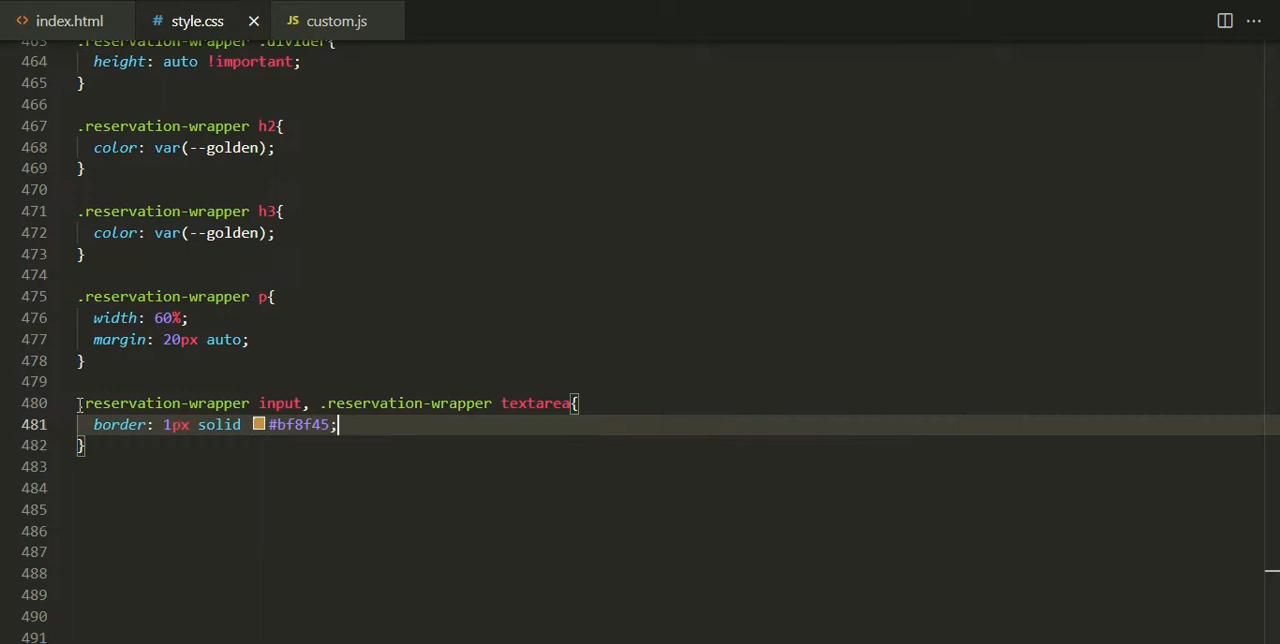 index.html
# style.css
JS custom.js
463 .reservation-wrapper .divider{
464 height: auto !important;
465 }
466
467 .reservation-wrapper h2{
468 color: var(--golden);
469 }
470
471 .reservation-wrapper h3{
472 color: var(--golden);
473 }
474
475 .reservation-wrapper p{
476 width: 60%;
477 margin: 20px auto;
478 }
479
480 .reservation-wrapper input, .reservation-wrapper textarea{
481 border: 1px solid #bf8f45;
482 }
483
484
485
486
487
488
489
490
491